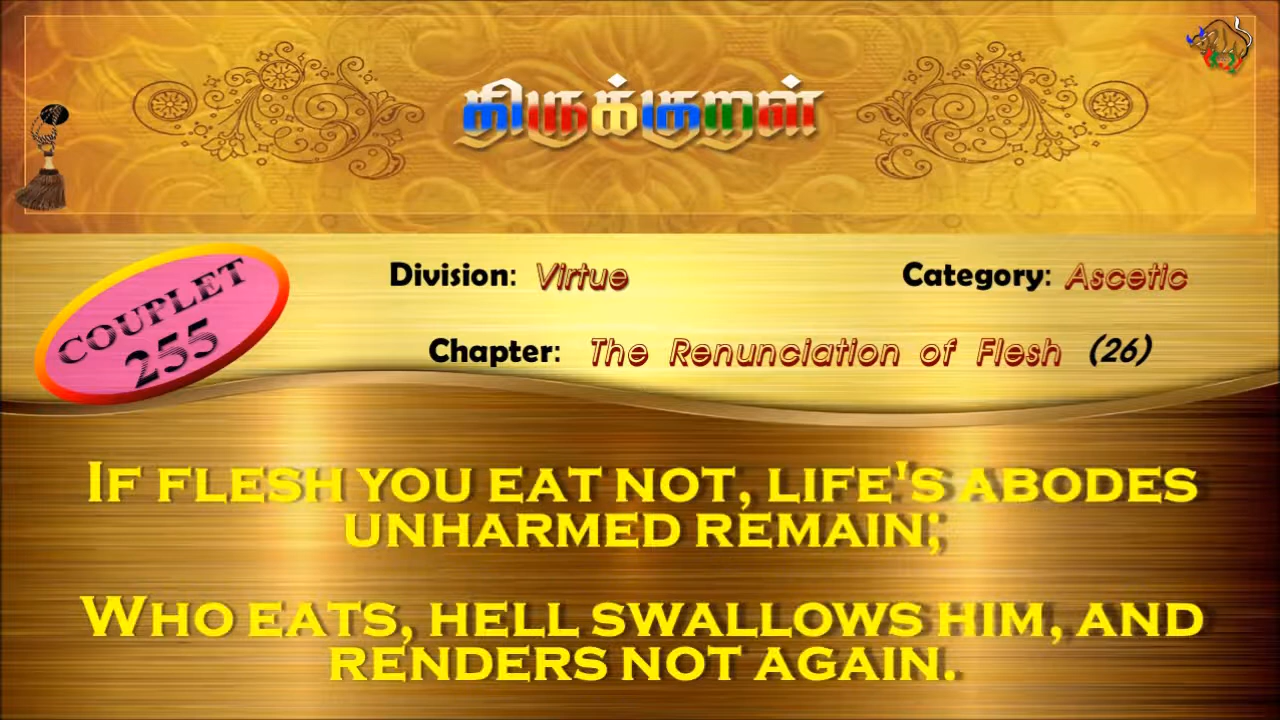 திருக்குறள்
COUPLET
255
Division: Virtue
Category: Ascetic
Chapter: The Renunciation of Flesh (26)
IF FLESH YOU EAT NOT, LIFE'S ABODES
UNHARMED REMAIN;
WHO EATS, HELL SWALLOWS HIM, AND
RENDERS NOT AGAIN.